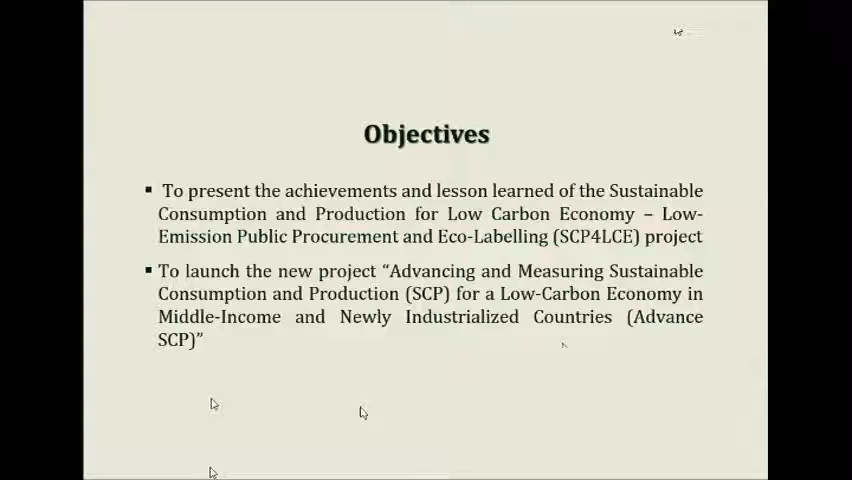 Objectives
▪ To present the achievements and lesson learned of the Sustainable
Consumption and Production for Low Carbon Economy – Low-
Emission Public Procurement and Eco-Labelling (SCP4LCE) project
▪ To launch the new project “Advancing and Measuring Sustainable
Consumption and Production (SCP) for a Low-Carbon Economy in
Middle-Income and Newly Industrialized Countries (Advance
SCP)”